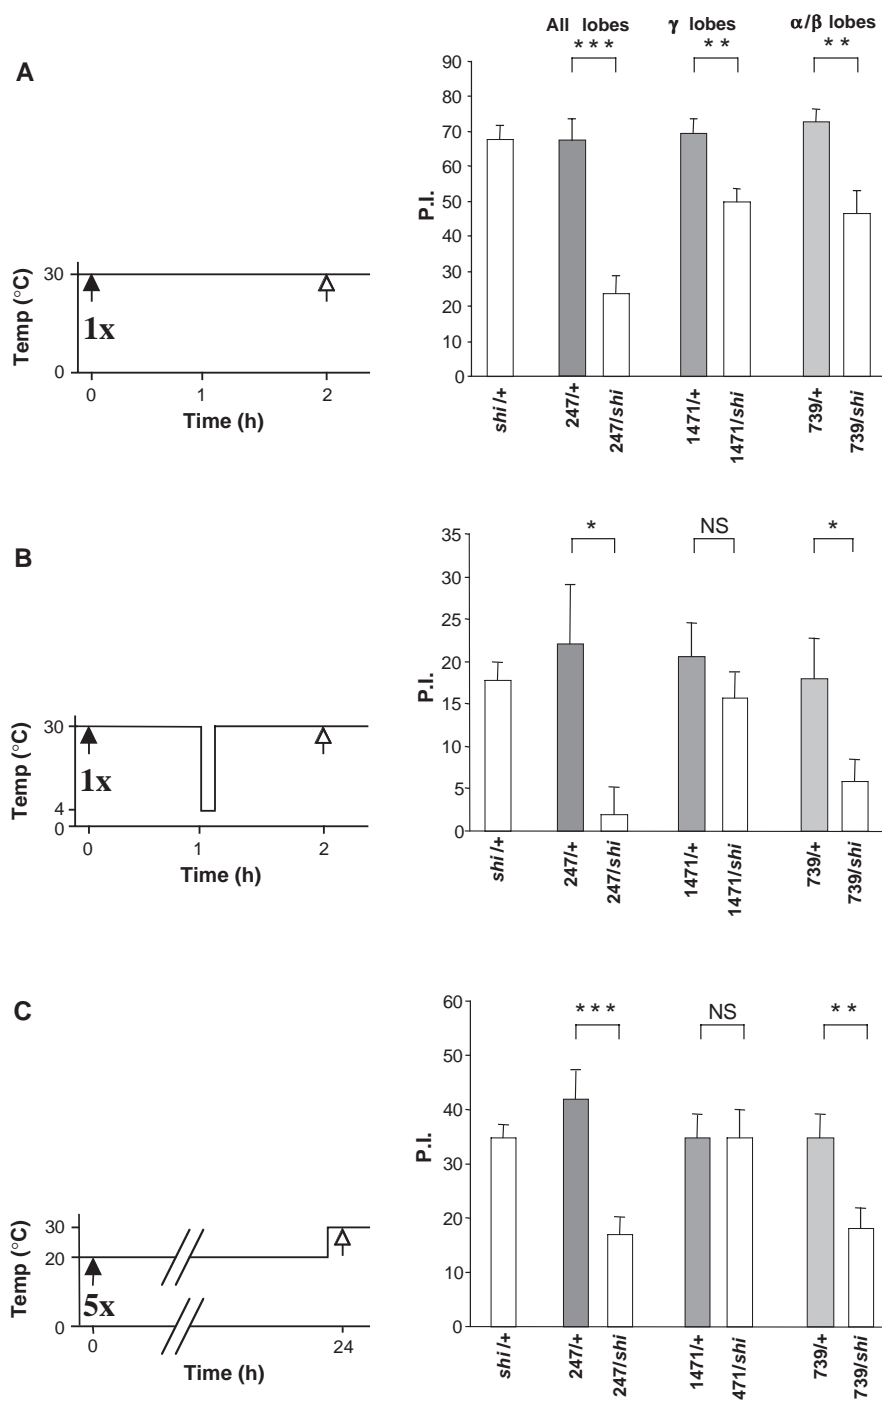 A
All lobes γ lobes α/β lobes
*** ** **
90
80
70
60
50
40
30
20
10
0
P.I.
shi/+
247/+
247/shi
1471/+
1471/shi
739/+
739/shi
Temp (°C)
30
0
1x
0 1 2
Time (h)
B
* NS *
35
30
25
20
15
10
5
0
P.I.
shi/+
247/+
247/shi
1471/+
1471/shi
739/+
739/shi
Temp (°C)
30
4
0
1x
0 1 2
Time (h)
C
*** NS **
60
50
40
30
20
10
0
P.I.
shi/+
247/+
247/shi
1471/+
471/shi
739/+
739/shi
Temp (°C)
30
20
0
5x
0 24
Time (h)